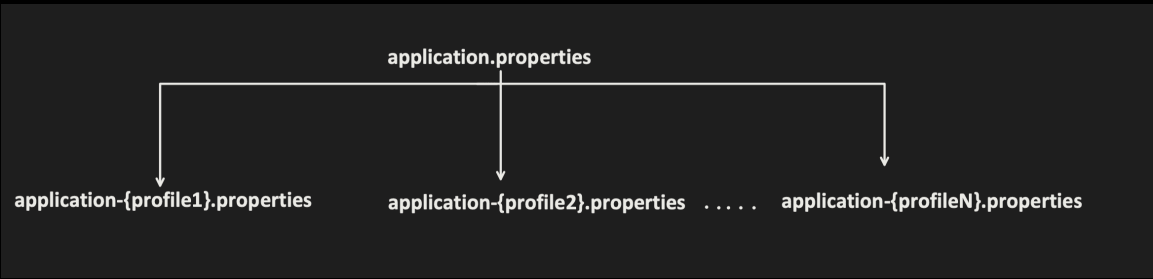 application.properties
application-{profile1}.properties
application-{profile2}.properties
.....
application-{profileN}.properties